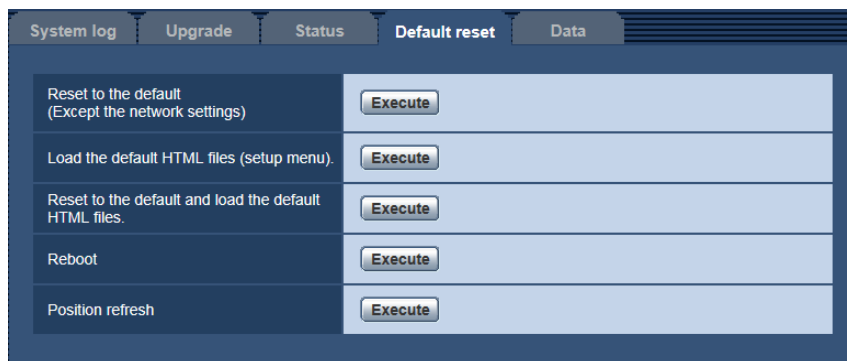 System log Upgrade Status Default reset Data
Reset to the default
(Except the network settings)
Execute
Load the default HTML files (setup menu).
Execute
Reset to the default and load the default
HTML files.
Execute
Reboot
Execute
Position refresh
Execute